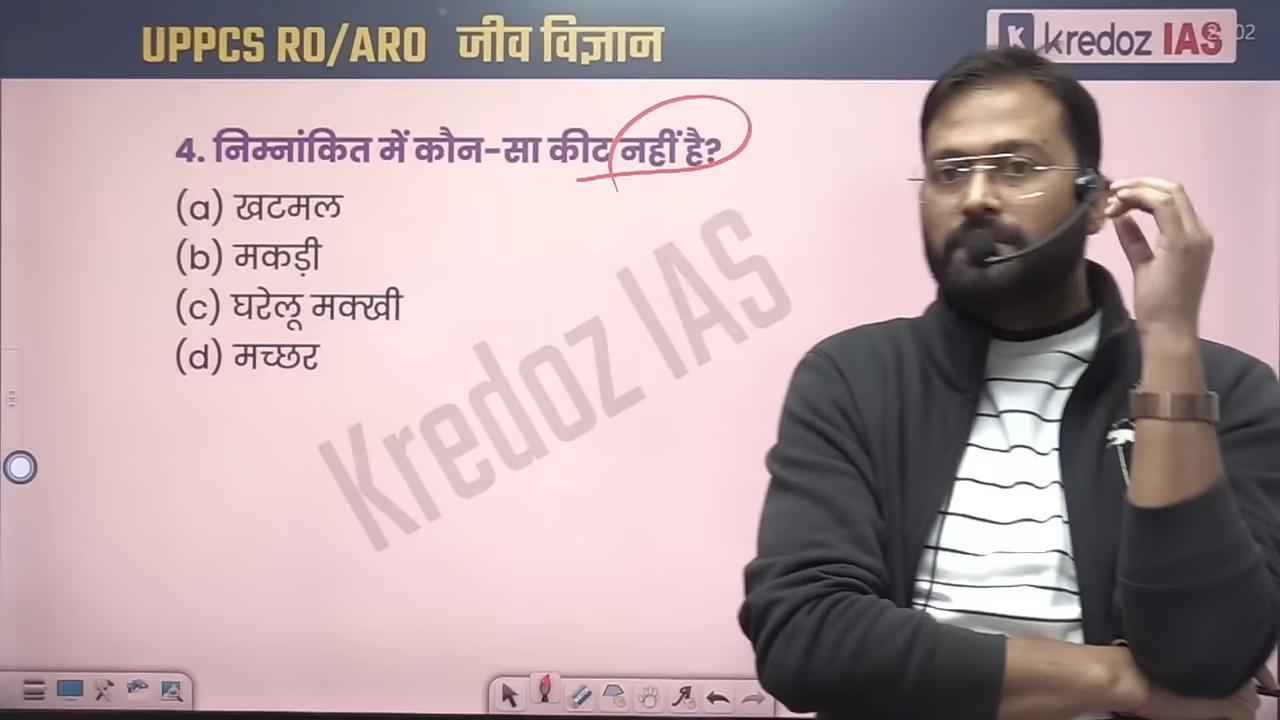 UPPCS RO/ARO जीव विज्ञान
K kredoz IAS
4. निम्नांकित में कौन-सा कीट नहीं है?
(a) खटमल
(b) मकड़ी
(c) घरेलू मक्खी
(d) मच्छर
Kredoz IAS